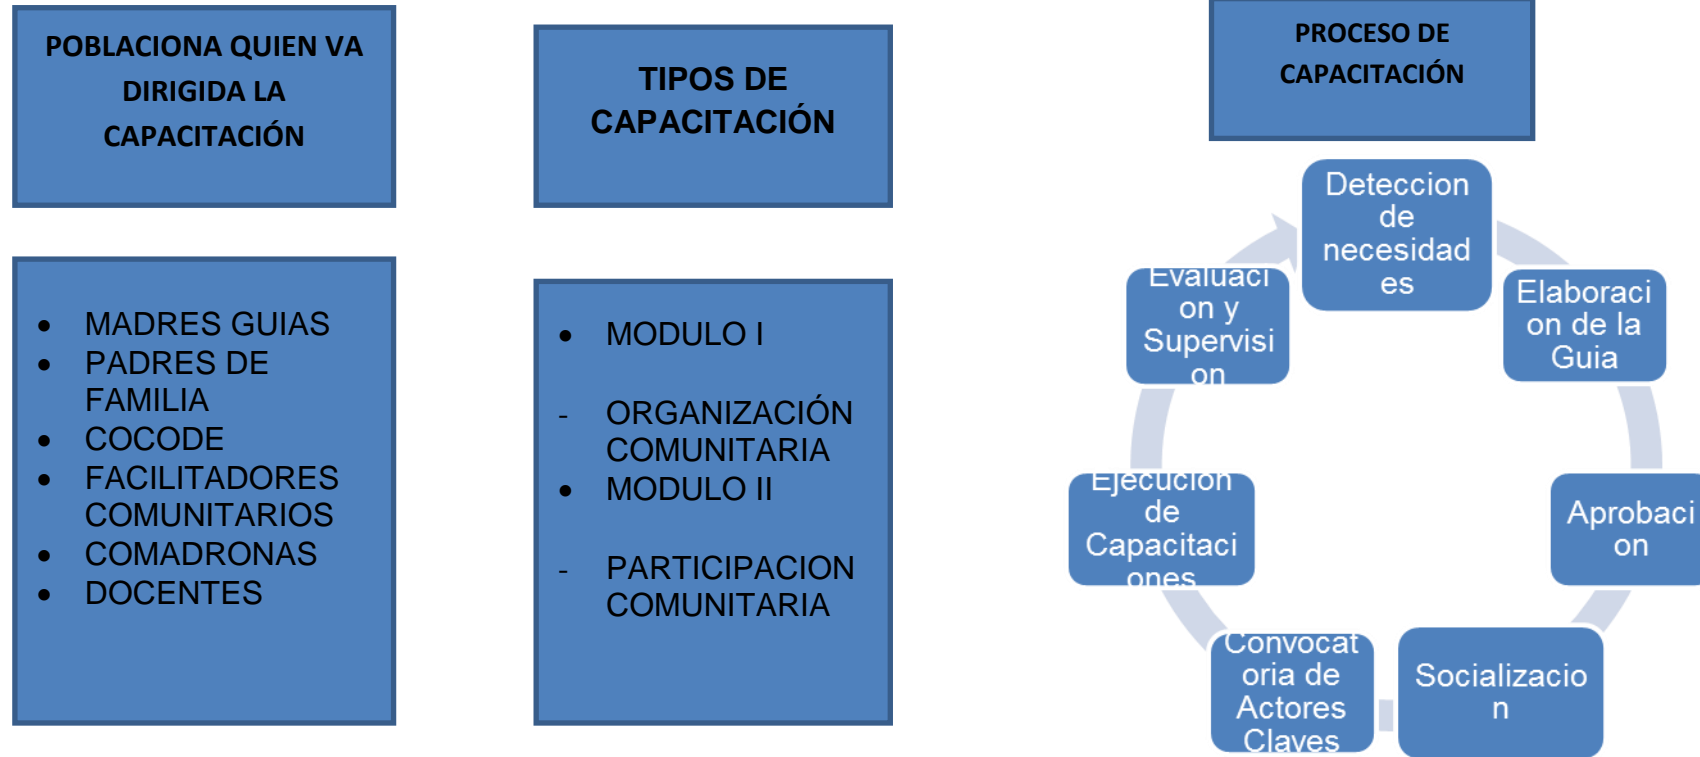 POBLACIONA QUIEN VA
DIRIGIDA LA
CAPACITACIÓN
• MADRES GUIAS
• PADRES DE
FAMILIA
• COCODE
• FACILITADORES
COMUNITARIOS
• COMADRONAS
• DOCENTES
TIPOS DE
CAPACITACIÓN
• MODULO I
- ORGANIZACIÓN
COMUNITARIA
• MODULO II
- PARTICIPACION
COMUNITARIA
PROCESO DE
CAPACITACIÓN
Deteccion
de
necesidad
es
Elaboraci
on de la
Guia
Aprobaci
on
Socializacio
n
Convocat
oria de
Actores
Claves
Ejecucion
de
Capacitaci
ones
Evaluaci
on y
Supervisi
on